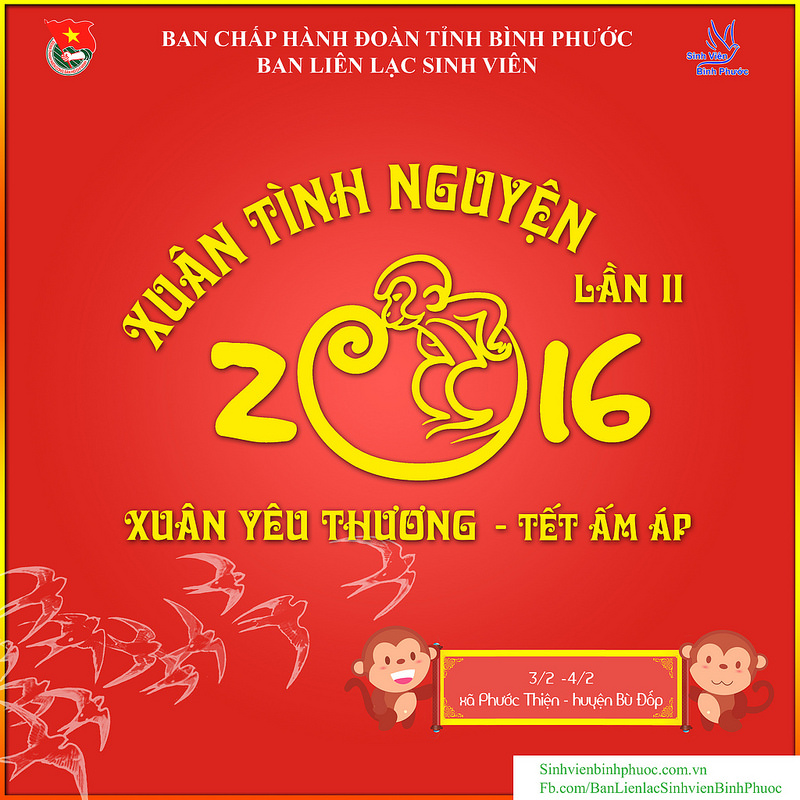 BAN CHẤP HÀNH ĐOÀN TỈNH BÌNH PHƯỚC
BAN LIÊN LẠC SINH VIÊN
Sinh Viên
Bình Phước
XUÂN TÌNH NGUYỆN
LẦN II
2016
XUÂN YÊU THƯƠNG - TẾT ẤM ÁP
3/2 -4/2
xã Phước Thiện - huyện Bù Đốp
Sinhvienbinhphuoc.com.vn
Fb.com/BanLienlacSinhvienBinhPhuoc